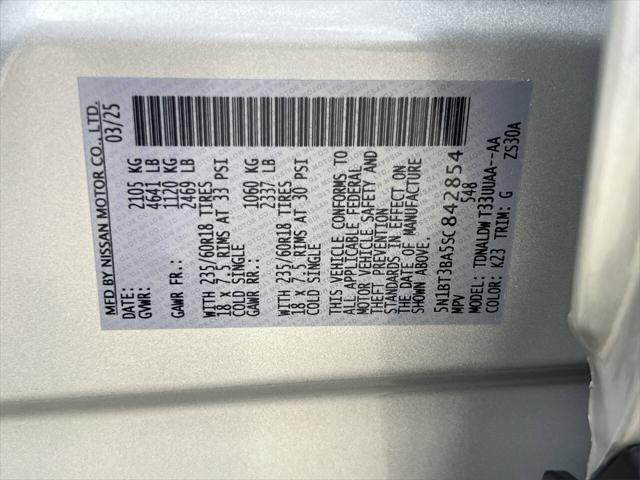 MFD BY NISSAN MOTOR CO., LTD.
DATE: 03/25
GVWR: 2105 KG
4641 LB
GAWR FR.: 1120 KG
2469 LB
WITH 235/60R18 TIRES
18 X 7.5 RIMS AT 33 PSI
COLD SINGLE
GAWR RR.: 1060 KG
2337 LB
WITH 235/60R18 TIRES
18 X 7.5 RIMS AT 30 PSI
COLD SINGLE
THIS VEHICLE CONFORMS TO
ALL APPLICABLE FEDERAL
MOTOR VEHICLE SAFETY AND
THEFT PREVENTION
STANDARDS IN EFFECT ON
THE DATE OF MANUFACTURE
SHOWN ABOVE.
5N1BT3BA5SC842854
MPV 548
MODEL: TDNALDW T33UUAA--AA
COLOR: K23 TRIM: G ZS30A